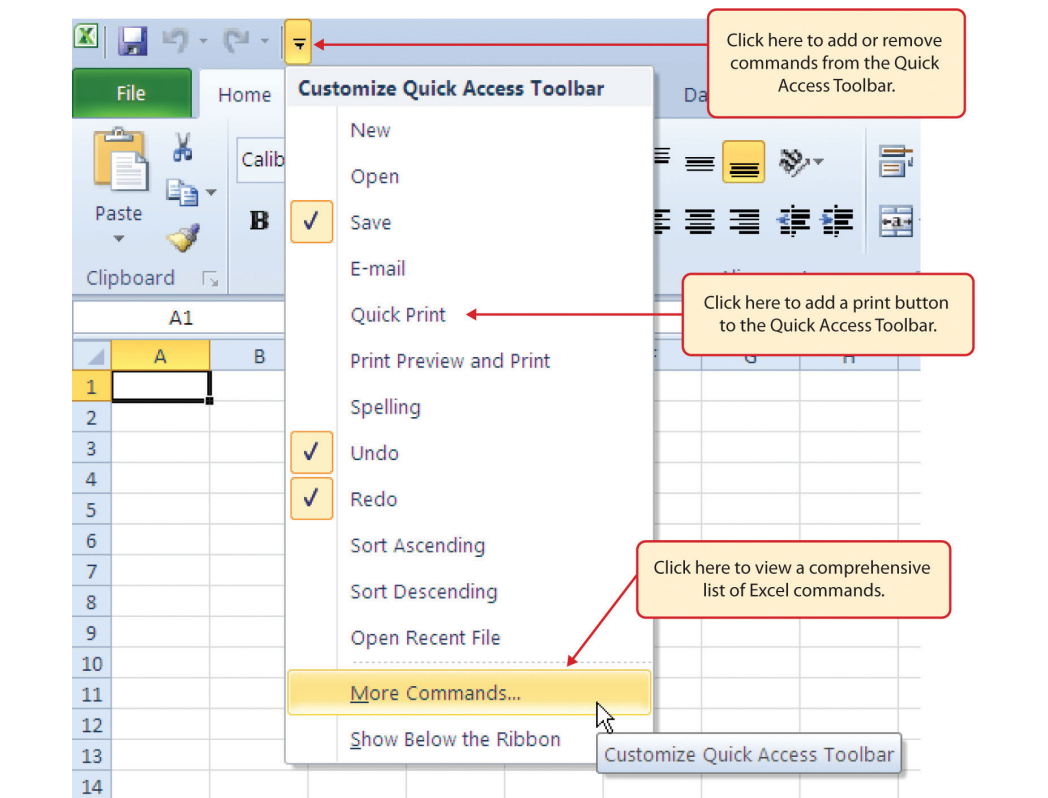 Click here to add or remove
commands from the Quick
Access Toolbar.
File
Home
Customize Quick Access Toolbar
Da
New
Open
Save
E-mail
Quick Print
Print Preview and Print
Spelling
Undo
Redo
Sort Ascending
Sort Descending
Open Recent File
More Commands...
Show Below the Ribbon
Calib
Paste
B
Clipboard
a
Click here to add a print button
to the Quick Access Toolbar.
A1
A B G H
1
2
3
4
5
6
7
8
9
10
11
12
13
14
Click here to view a comprehensive
list of Excel commands.
Customize Quick Access Toolbar